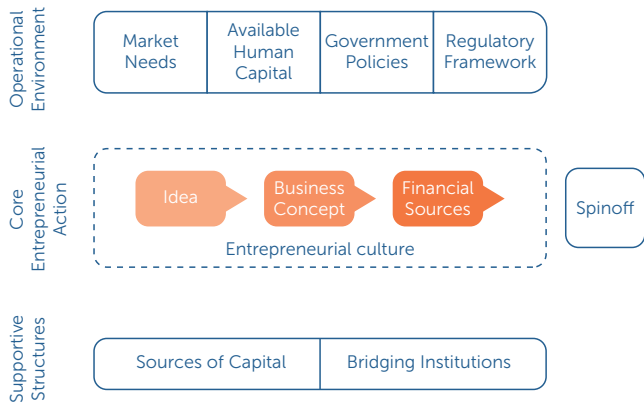 Operational
Environment
Market
Needs
Available
Human
Capital
Government
Policies
Regulatory
Framework
Core
Entrepreneurial
Action
Idea
Business
Concept
Financial
Sources
Entrepreneurial culture
Spinoff
Supportive
Structures
Sources of Capital
Bridging Institutions